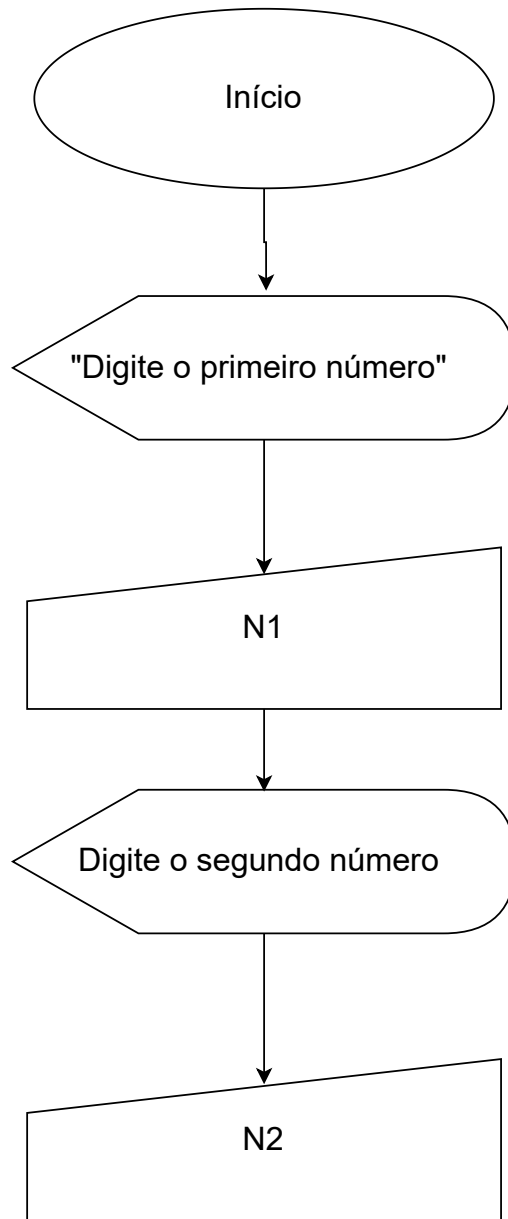 Início
"Digite o primeiro número"
N1
Digite o segundo número
N2